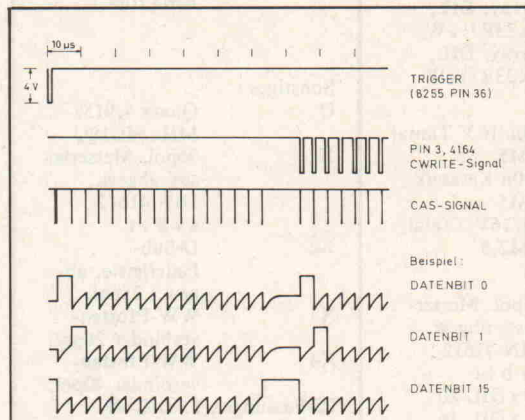 10 µs
4 V
TRIGGER
(8255 PIN 36)
PIN 3, 4164
CWRITE-Signal
CAS-SIGNAL
Beispiel:
DATENBIT 0
DATENBIT 1
DATENBIT 15